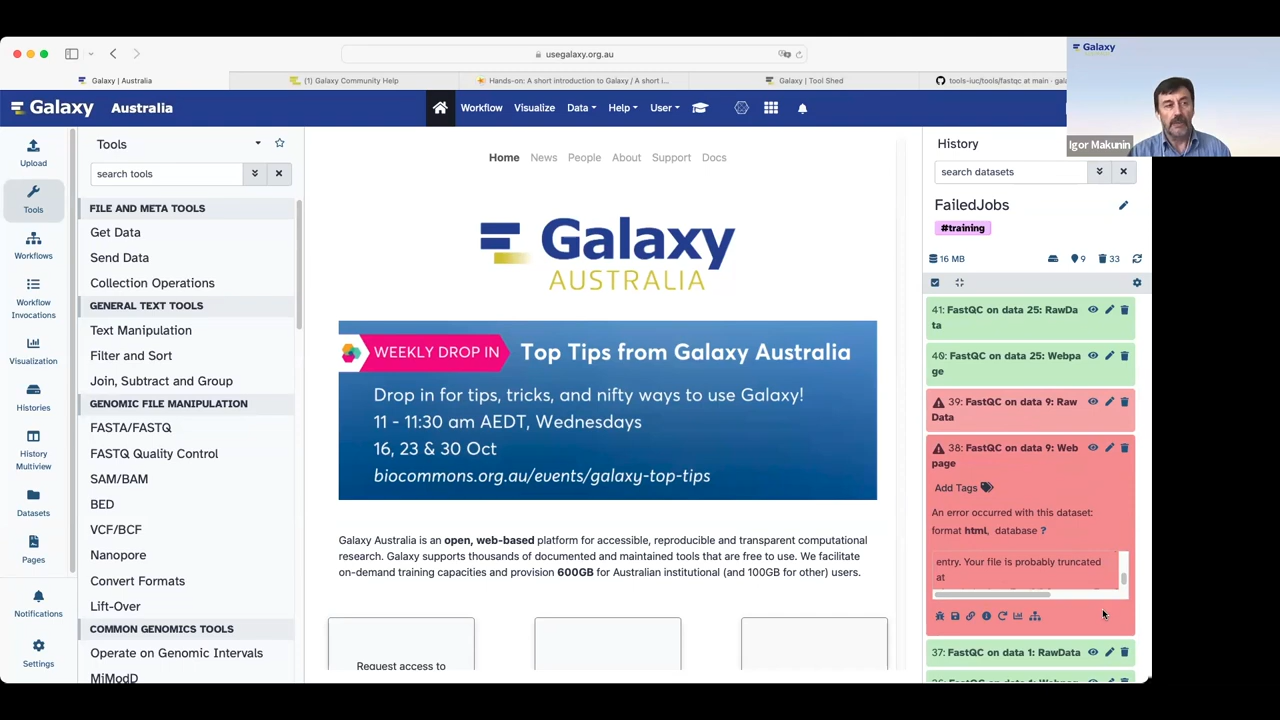 usegalaxy.org.au
Galaxy | Australia
(1) Galaxy Community Help
Hands-on: A short introduction to Galaxy / A short i...
Galaxy | Tool Shed
tools-iuc/tools/fastqc at main · gal
Galaxy
Igor Makunin
Galaxy Australia
Workflow
Visualize
Data
Help
User
Upload
Tools
Workflows
Workflow
Invocations
Visualization
Histories
History
Multiview
Datasets
Pages
Notifications
Settings
Tools
search tools
FILE AND META TOOLS
Get Data
Send Data
Collection Operations
GENERAL TEXT TOOLS
Text Manipulation
Filter and Sort
Join, Subtract and Group
GENOMIC FILE MANIPULATION
FASTA/FASTQ
FASTQ Quality Control
SAM/BAM
BED
VCF/BCF
Nanopore
Convert Formats
Lift-Over
COMMON GENOMICS TOOLS
Operate on Genomic Intervals
MiModD
Home News People About Support Docs
Galaxy
AUSTRALIA
WEEKLY DROP IN
Top Tips from Galaxy Australia
Drop in for tips, tricks, and nifty ways to use Galaxy!
11 - 11:30 am AEDT, Wednesdays
16, 23 & 30 Oct
biocommons.org.au/events/galaxy-top-tips
Galaxy Australia is an open, web-based platform for accessible, reproducible and transparent computational
research. Galaxy supports thousands of documented and maintained tools that are free to use. We facilitate
on-demand training capacities and provision 600GB for Australian institutional (and 100GB for other) users.
Request access to
History
search datasets
FailedJobs
#training
16 MB
9
33
41: FastQC on data 25: RawDa
ta
40: FastQC on data 25: Webpa
ge
39: FastQC on data 9: Raw
Data
38: FastQC on data 9: Web
page
Add Tags
An error occurred with this dataset:
format html, database ?
entry. Your file is probably truncated
at
37: FastQC on data 1: RawData